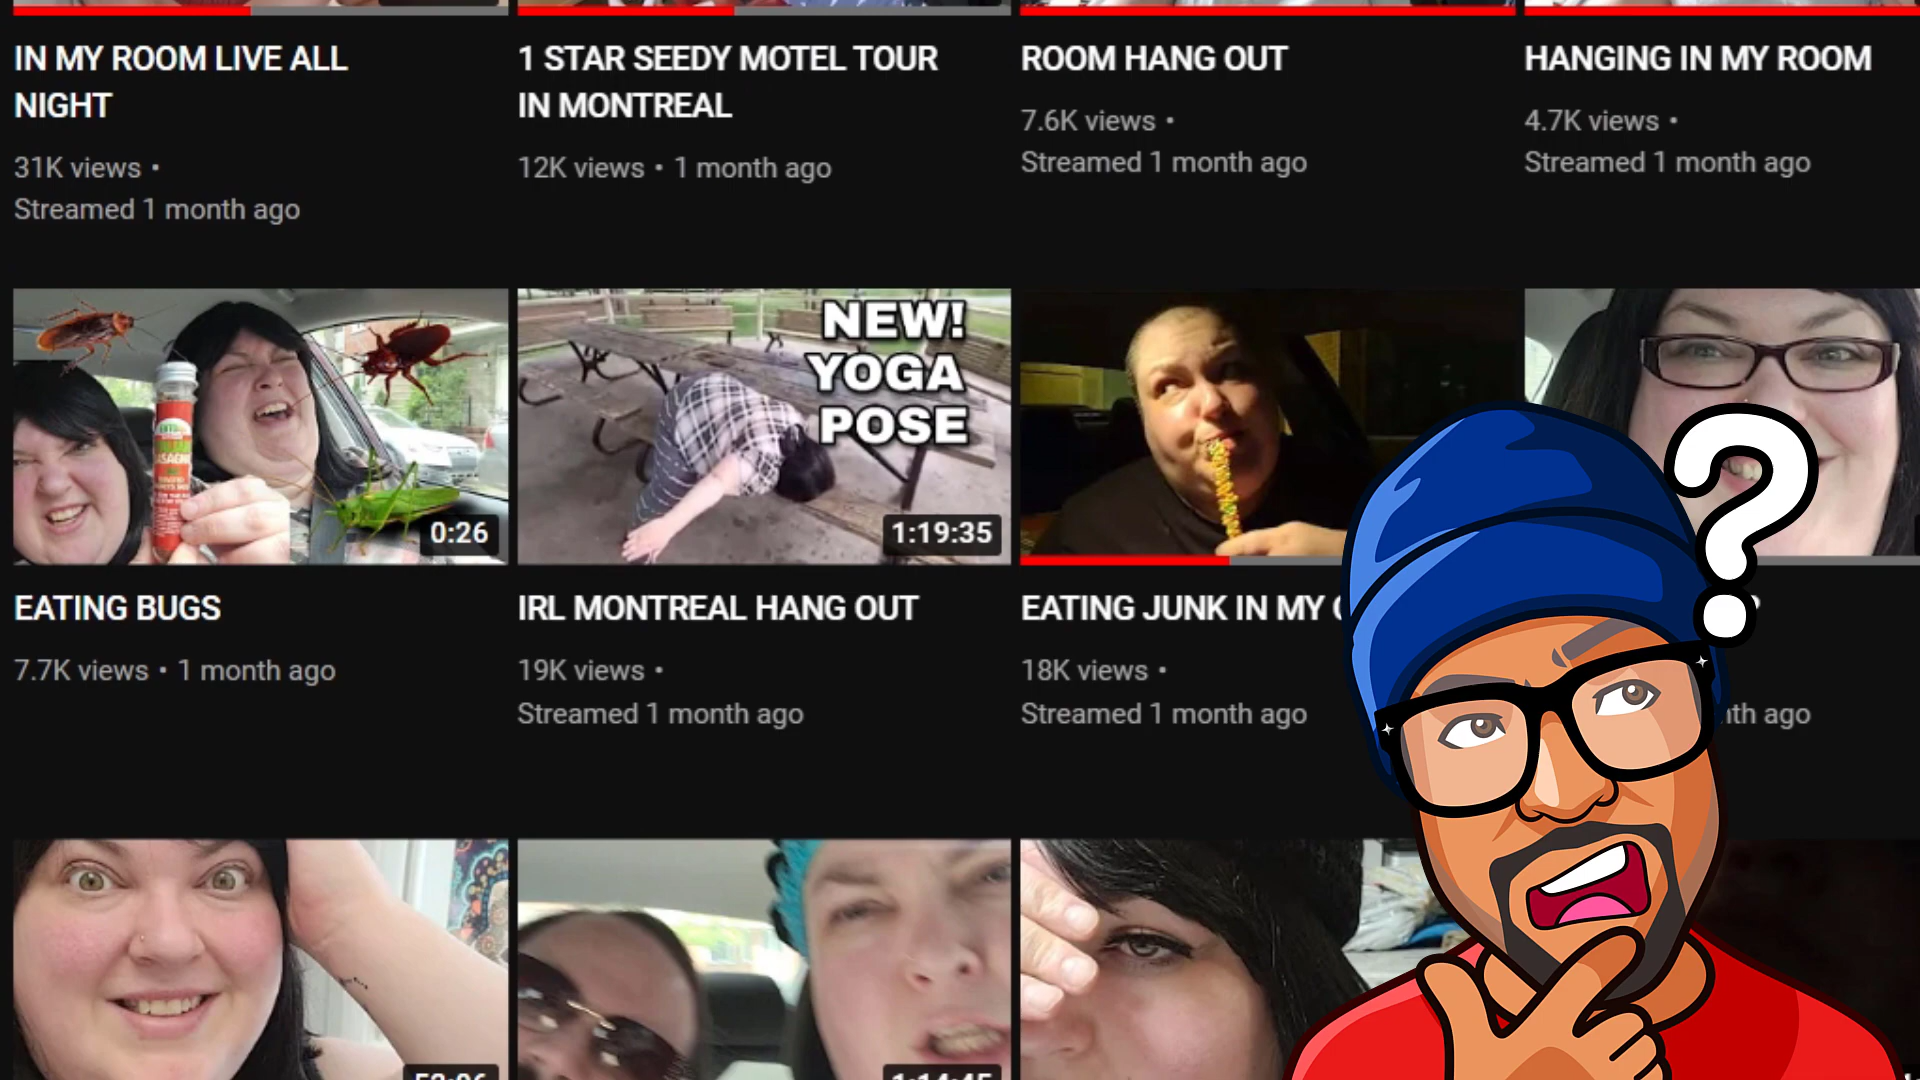 IN MY ROOM LIVE ALL
NIGHT
31K views •
Streamed 1 month ago
1 STAR SEEDY MOTEL TOUR
IN MONTREAL
12K views • 1 month ago
ROOM HANG OUT
7.6K views •
Streamed 1 month ago
HANGING IN MY ROOM
4.7K views •
Streamed 1 month ago
0:26
NEW!
YOGA
POSE
1:19:35
?
EATING BUGS
7.7K views • 1 month ago
IRL MONTREAL HANG OUT
19K views •
Streamed 1 month ago
EATING JUNK IN MY
18K views •
Streamed 1 month ago
ago